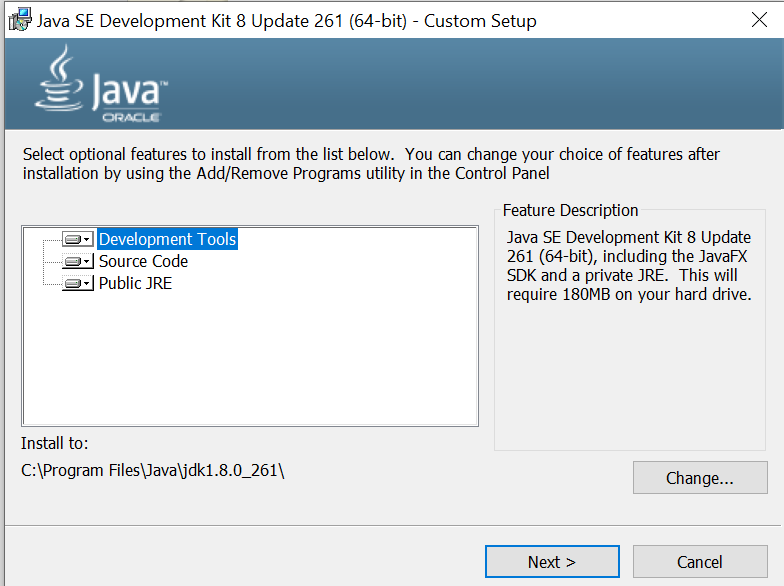 Java SE Development Kit 8 Update 261 (64-bit) - Custom Setup
Java™
ORACLE
Select optional features to install from the list below.  You can change your choice of features after
installation by using the Add/Remove Programs utility in the Control Panel
Development Tools
Source Code
Public JRE
Feature Description
Java SE Development Kit 8 Update
261 (64-bit), including the JavaFX
SDK and a private JRE.  This will
require 180MB on your hard drive.
Install to:
C:\Program Files\Java\jdk1.8.0_261\
Change...
Next >
Cancel